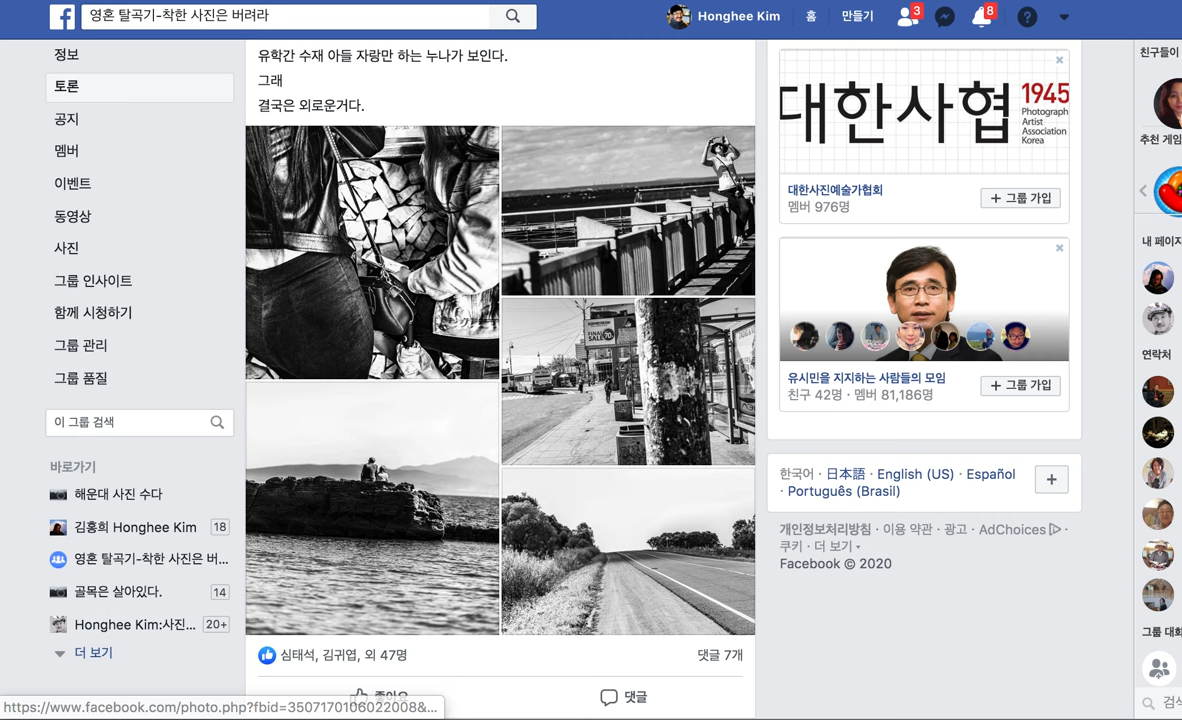 영혼 탈곡기-착한 사진은 버려라
Honghee Kim
홈
만들기
3
8
정보
토론
공지
멤버
이벤트
동영상
사진
그룹 인사이트
함께 시청하기
그룹 관리
그룹 품질
이 그룹 검색
바로가기
해운대 사진 수다
김홍희 Honghee Kim 18
영혼 탈곡기-착한 사진은 버...
골목은 살아있다. 14
Honghee Kim:사진... 20+
더 보기
유학간 수재 아들 자랑만 하는 누나가 보인다.
그래
결국은 외로운거다.
FINAL
SALE 70
심태석, 김귀엽, 외 47명
댓글 7개
좋아요
댓글
대한사협
1945
Photograph
Artist
Association
Korea
대한사진예술가협회
멤버 976명
+ 그룹 가입
유시민을 지지하는 사람들의 모임
친구 42명 · 멤버 81,186명
+ 그룹 가입
한국어 · 日本語 · English (US) · Español
· Português (Brasil)
개인정보처리방침 · 이용 약관 · 광고 · AdChoices ·
쿠키 · 더 보기
Facebook © 2020
친구들이
추천 게임
내 페이지
연락처
그룹 대화
검색
https://www.facebook.com/photo.php?fbid=3507170106022008&...